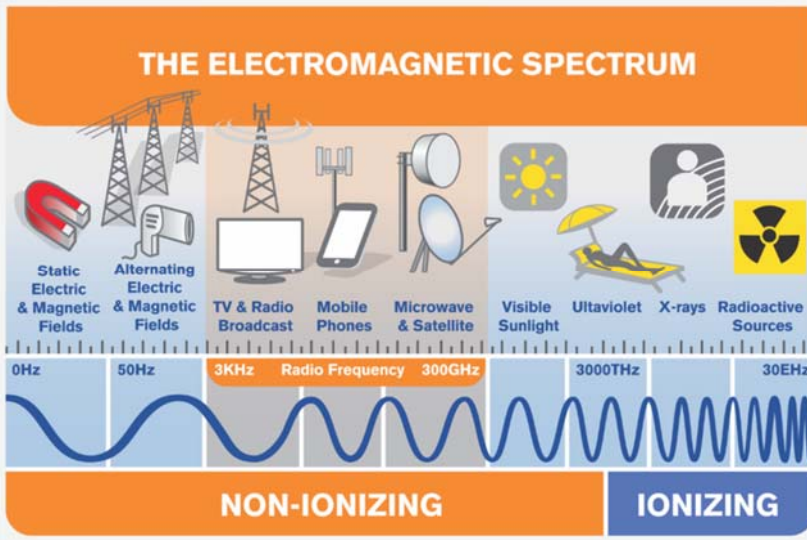 THE ELECTROMAGNETIC SPECTRUM
Static
Electric
& Magnetic
Fields
Alternating
Electric
& Magnetic
Fields
TV & Radio
Broadcast
Mobile
Phones
Microwave
& Satellite
Visible
Sunlight
Ultaviolet
X-rays
Radioactive
Sources
0Hz
50Hz
3KHz
Radio Frequency
300GHz
3000THz
30EHz
NON-IONIZING
IONIZING